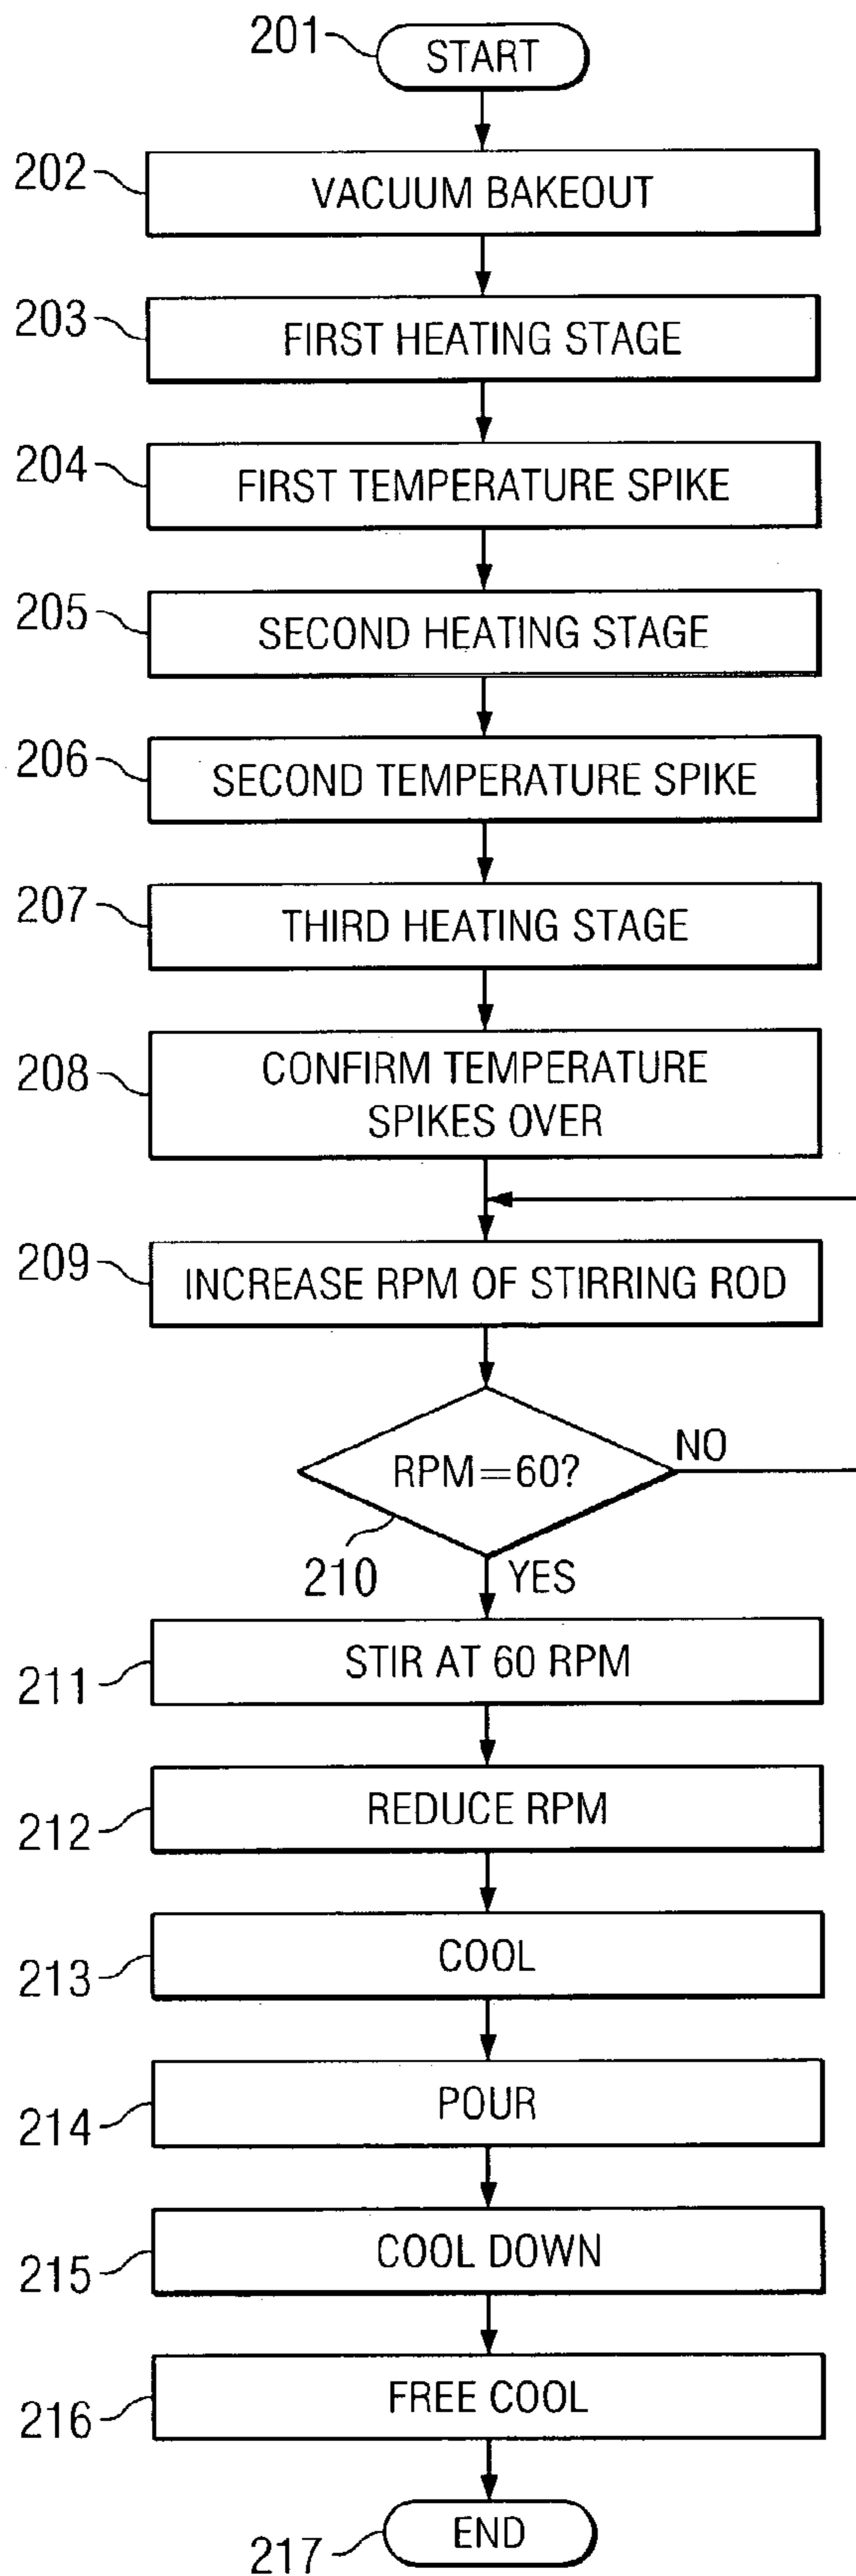 201
START
202
VACUUM BAKEOUT
203
FIRST HEATING STAGE
204
FIRST TEMPERATURE SPIKE
205
SECOND HEATING STAGE
206
SECOND TEMPERATURE SPIKE
207
THIRD HEATING STAGE
208
CONFIRM TEMPERATURE
SPIKES OVER
209
INCREASE RPM OF STIRRING ROD
RPM=60?
NO
210
YES
211
STIR AT 60 RPM
212
REDUCE RPM
213
COOL
214
POUR
215
COOL DOWN
216
FREE COOL
217
END